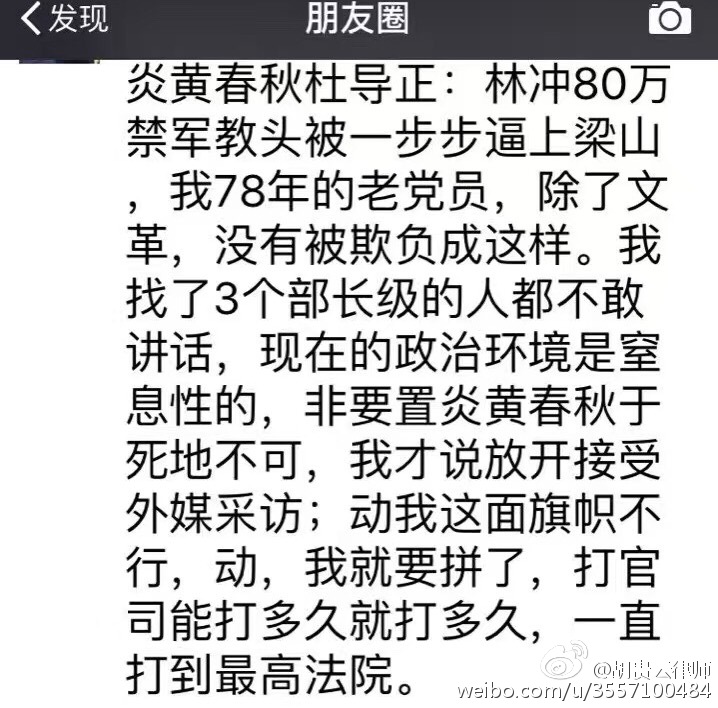 发现 朋友圈
炎黄春秋杜导正：林冲80万
禁军教头被一步步逼上梁山
，我78年的老党员，除了文
革，没有被欺负成这样。我
找了3个部长级的人都不敢
讲话，现在的政治环境是窒
息性的，非要置炎黄春秋于
死地不可，我才说放开接受
外媒采访；动我这面旗帜不
行，动，我就要拼了，打官
司能打多久就打多久，一直
打到最高法院。
@胡贵云律师
weibo.com/u/3557100484